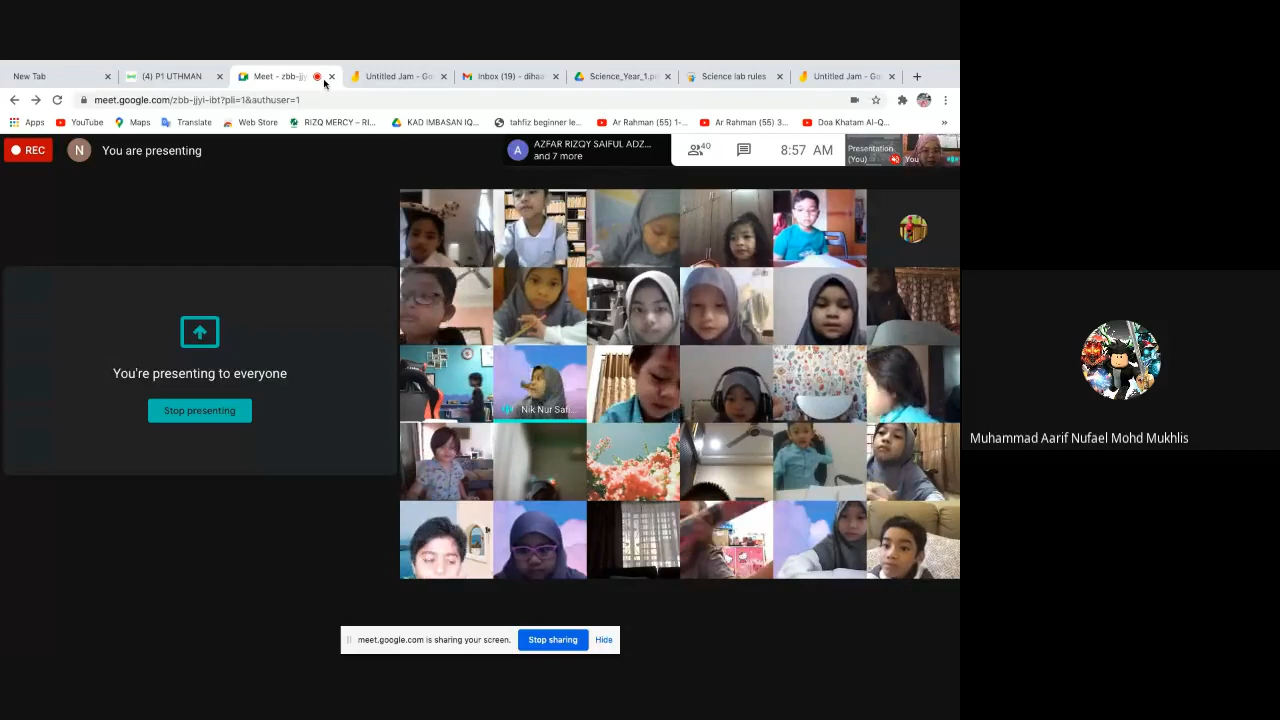 New Tab
(4) P1 UTHMAN
Meet - zbb-jjy
Untitled Jam - Go
Inbox (19) - dihaa
Science_Year_1.p
Science lab rules
Untitled Jam - Go
meet.google.com/zbb-jjyi-ibt?pli=1&authuser=1
Apps
YouTube
Maps
Translate
Web Store
RIZQ MERCY – RI...
KAD IMBASAN IQ...
tahfiz beginner le...
Ar Rahman (55) 1-...
Ar Rahman (55) 3...
Doa Khatam Al-Q...
REC
N
You are presenting
A
AZFAR RIZQY SAIFUL ADZ...
and 7 more
40
8:57 AM
Presentation
(You)
You
You're presenting to everyone
Stop presenting
Nik Nur Safi...
meet.google.com is sharing your screen.
Stop sharing
Hide
Muhammad Aarif Nufael Mohd Mukhlis